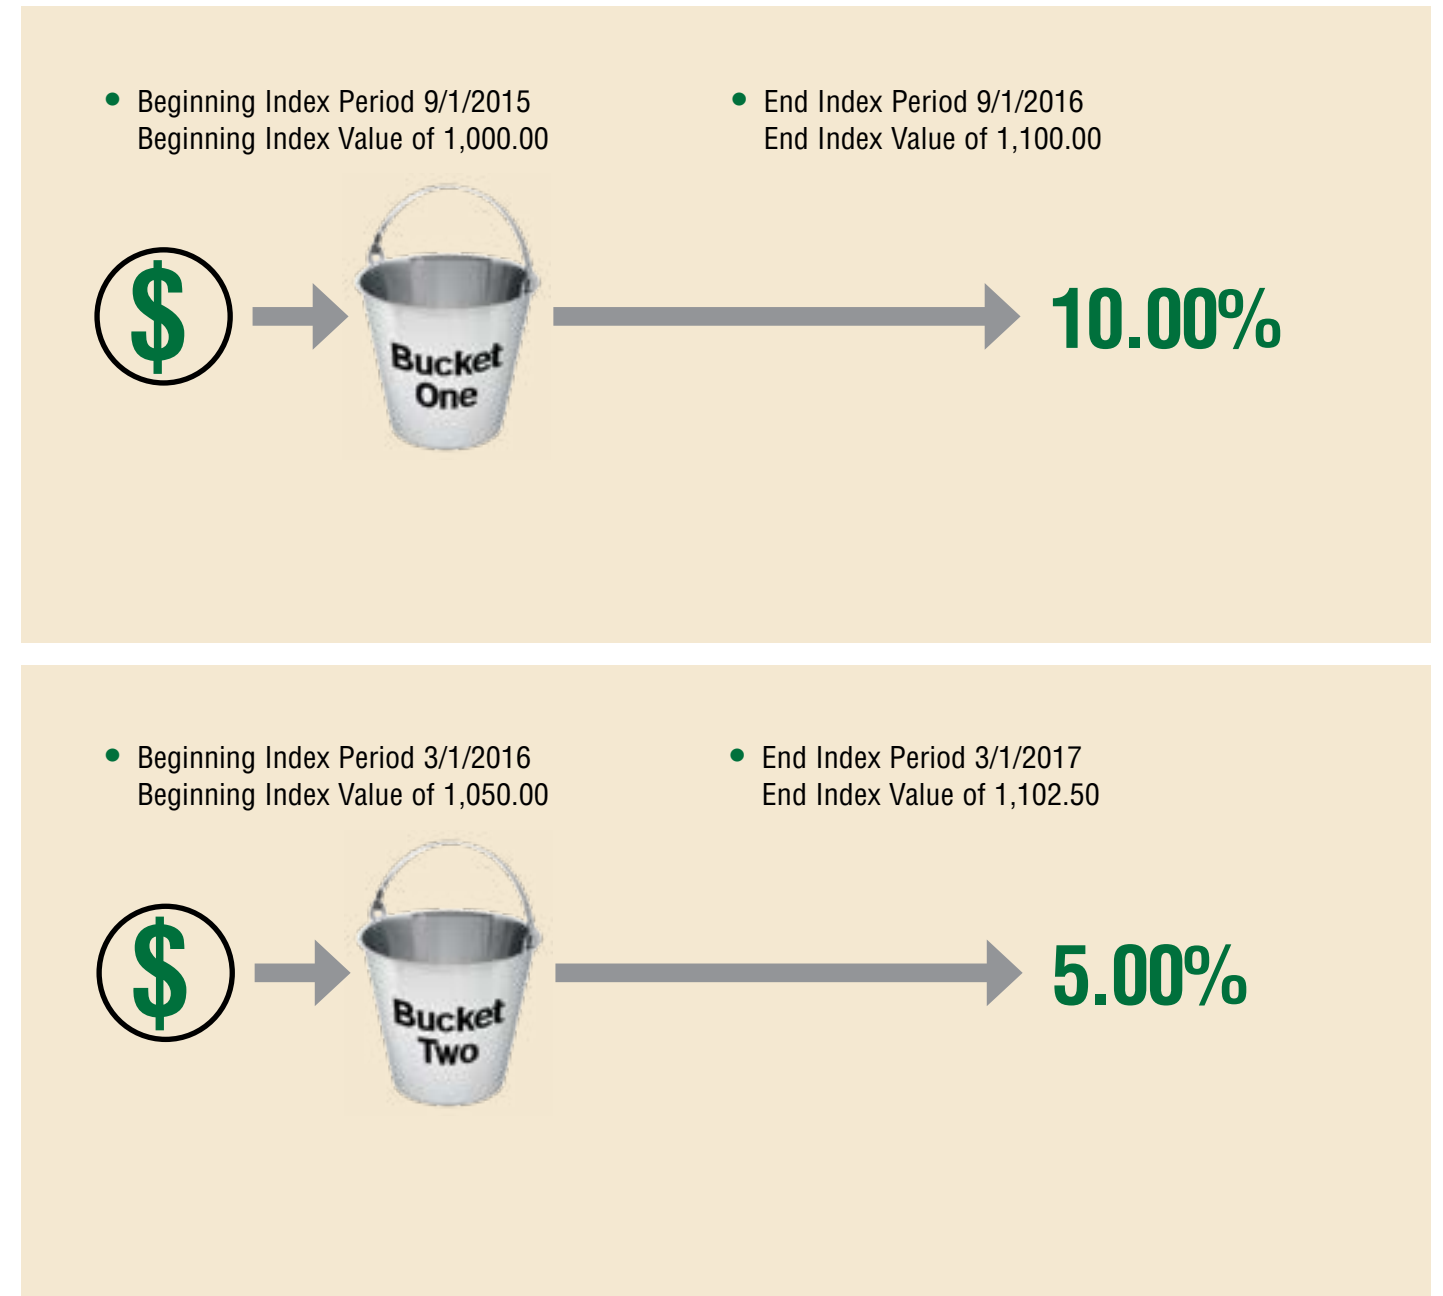 • Beginning Index Period 9/1/2015
Beginning Index Value of 1,000.00
• End Index Period 9/1/2016
End Index Value of 1,100.00
$
Bucket
One
10.00%
• Beginning Index Period 3/1/2016
Beginning Index Value of 1,050.00
• End Index Period 3/1/2017
End Index Value of 1,102.50
$
Bucket
Two
5.00%